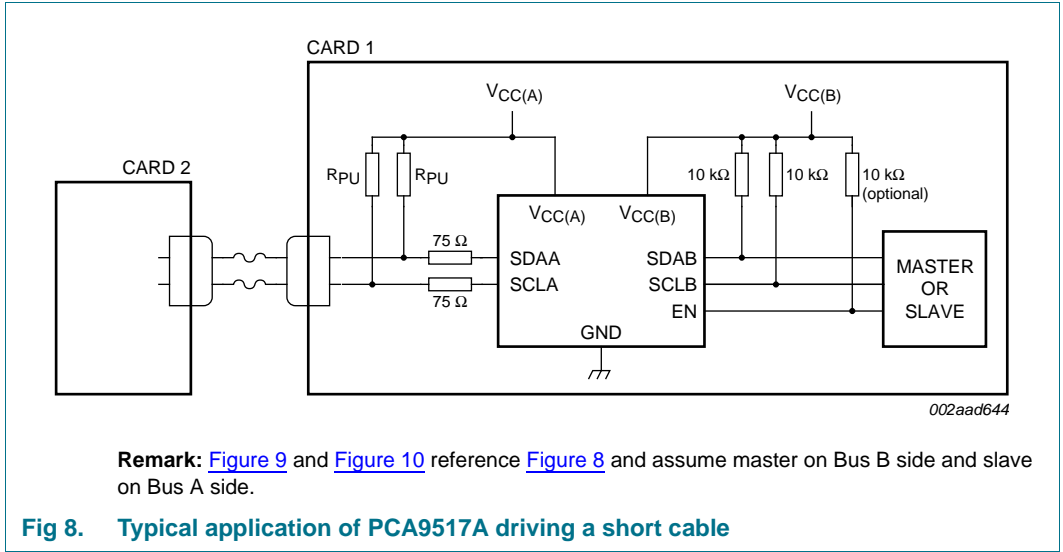 CARD 1
VCC(A)
VCC(B)
CARD 2
RPU
RPU
10 kΩ
10 kΩ
10 kΩ
(optional)
VCC(A)
VCC(B)
75 Ω
SDAA
SDAB
SCLA
SCLB
75 Ω
EN
MASTER
OR
SLAVE
GND
002aad644
Remark: Figure 9 and Figure 10 reference Figure 8 and assume master on Bus B side and slave
on Bus A side.
Fig 8. Typical application of PCA9517A driving a short cable